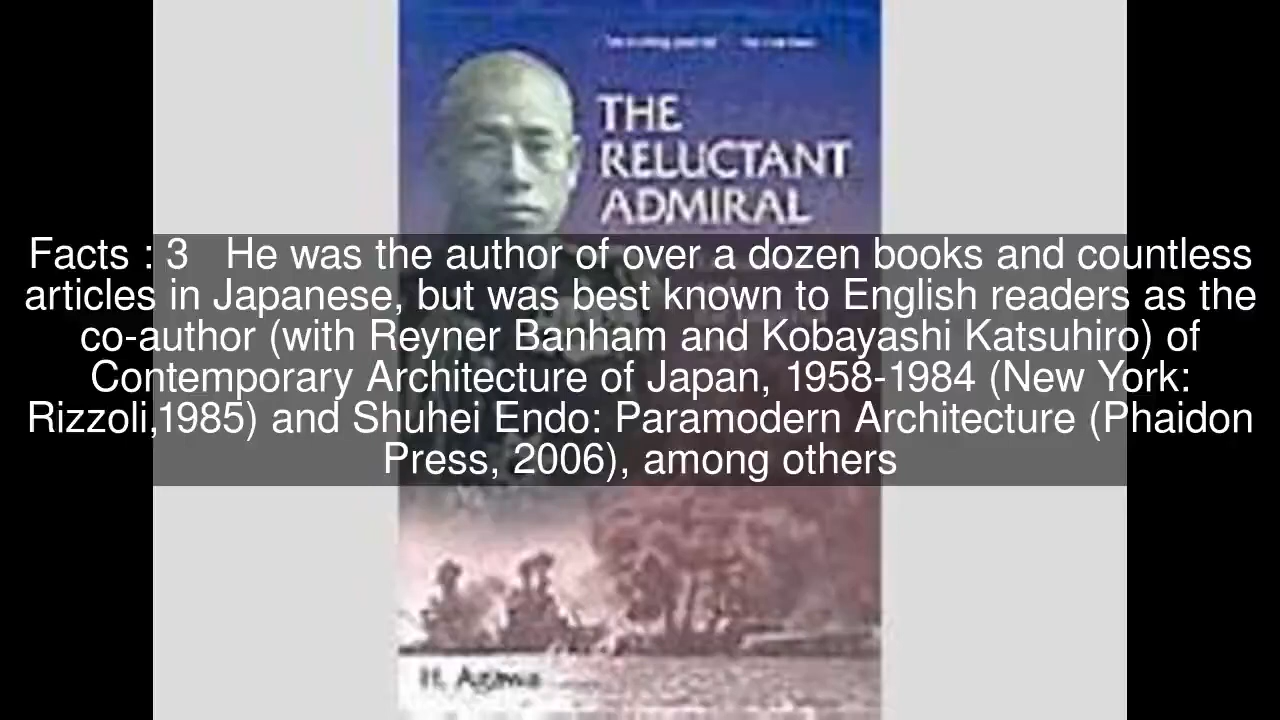 THE
RELUCTANT
ADMIRAL
Facts : 3 He was the author of over a dozen books and countless
articles in Japanese, but was best known to English readers as the
co-author (with Reyner Banham and Kobayashi Katsuhiro) of
Contemporary Architecture of Japan, 1958-1984 (New York:
Rizzoli,1985) and Shuhei Endo: Paramodern Architecture (Phaidon
Press, 2006), among others
H. Agawa